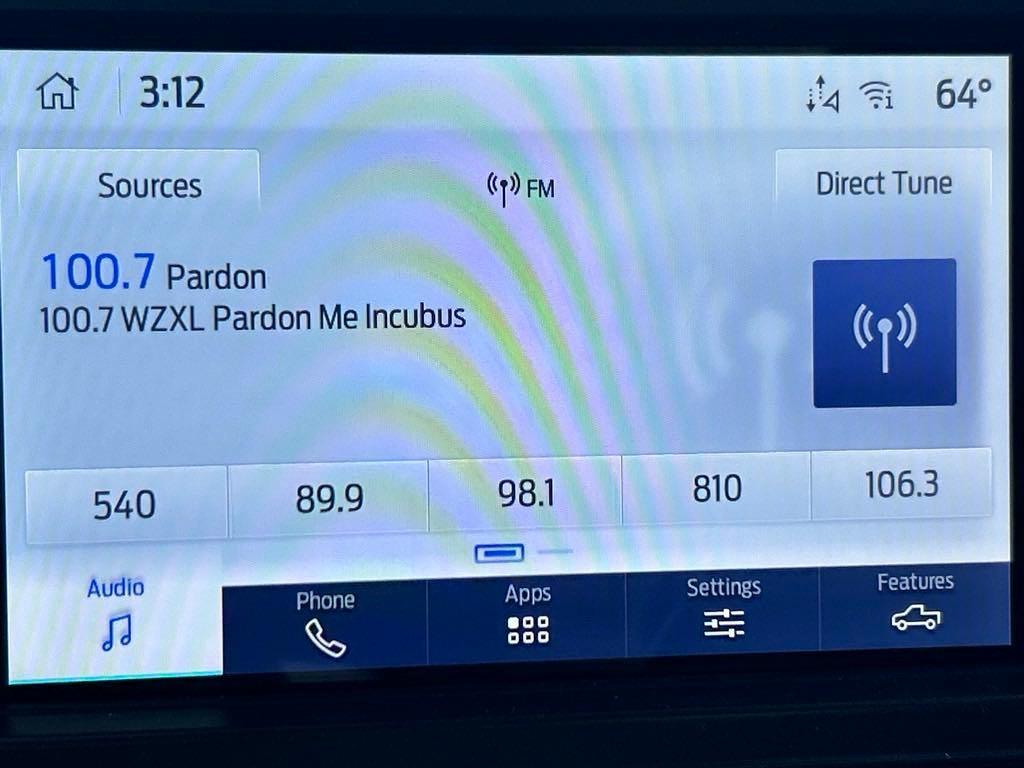 3:12
64°
Sources
FM
Direct Tune
100.7 Pardon
100.7 WZXL Pardon Me Incubus
540
89.9
98.1
810
106.3
Audio
Phone
Apps
Settings
Features